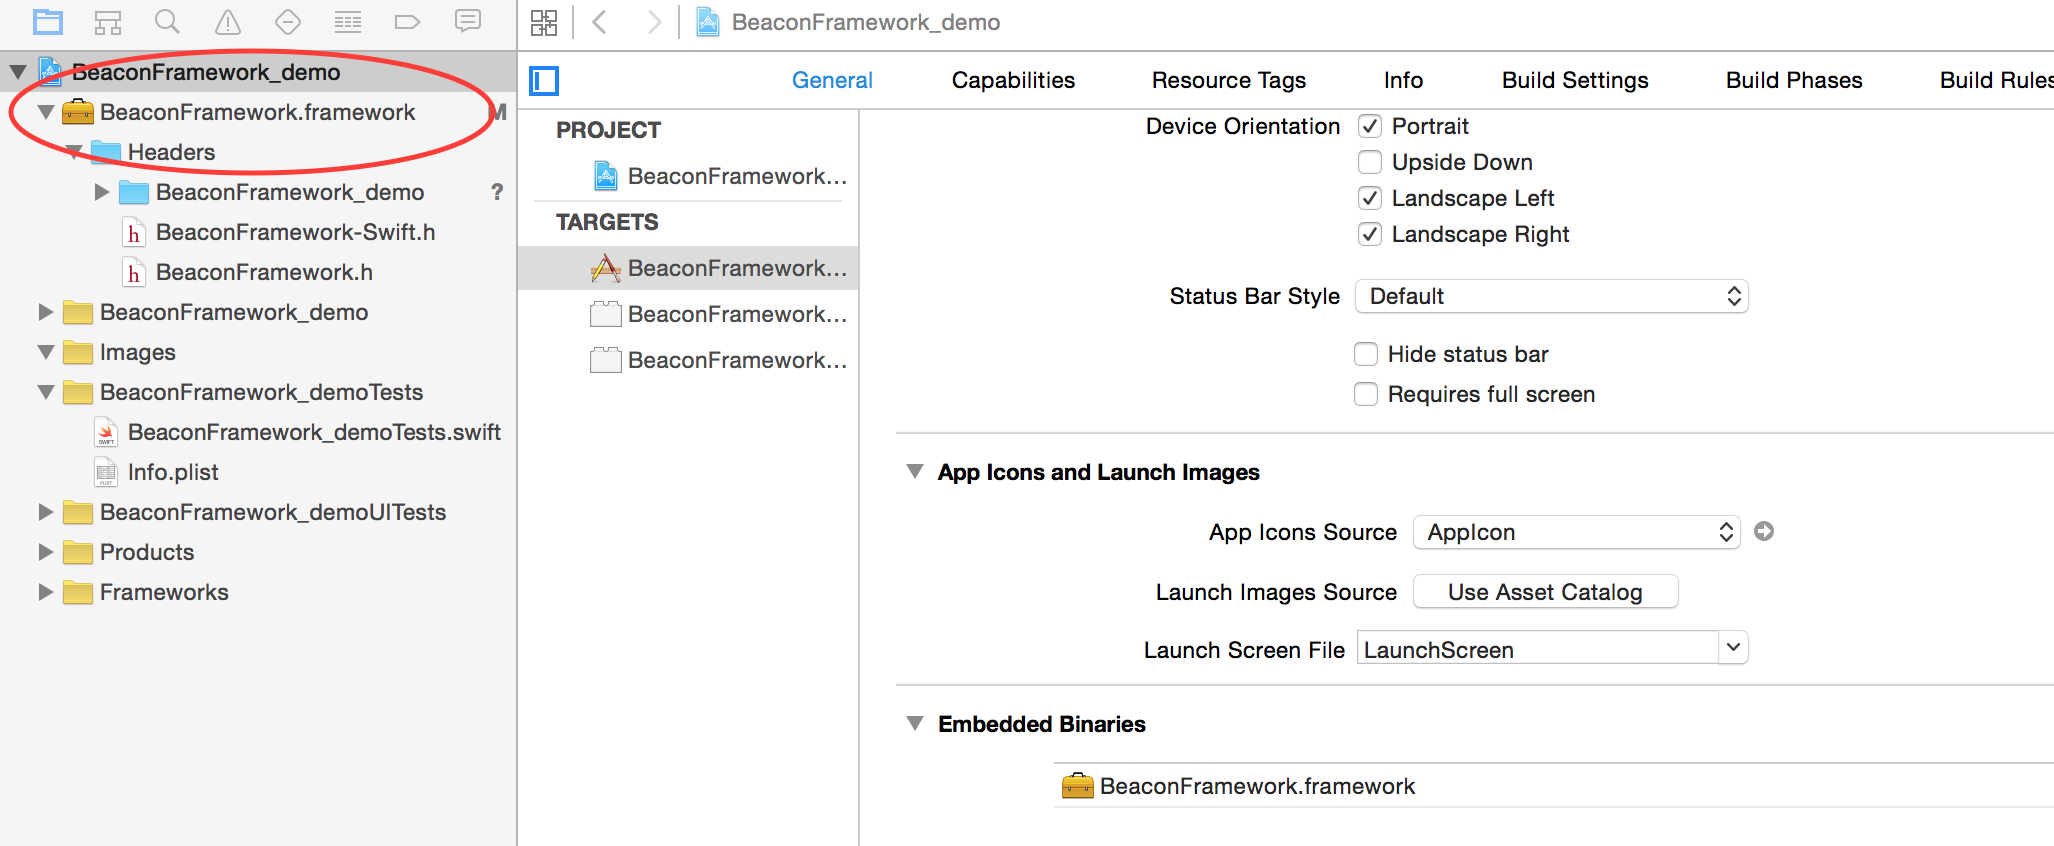 BeaconFramework_demo
BeaconFramework.framework M
Headers
BeaconFramework_demo ?
h BeaconFramework-Swift.h
h BeaconFramework.h
BeaconFramework_demo
Images
BeaconFramework_demoTests
SWIFT BeaconFramework_demoTests.swift
PLIST Info.plist
BeaconFramework_demoUITests
Products
Frameworks
BeaconFramework_demo
General Capabilities Resource Tags Info Build Settings Build Phases Build Rules
PROJECT
BeaconFramework...
TARGETS
BeaconFramework...
BeaconFramework...
BeaconFramework...
Device Orientation Portrait
Upside Down
Landscape Left
Landscape Right
Status Bar Style Default
Hide status bar
Requires full screen
App Icons and Launch Images
App Icons Source AppIcon
Launch Images Source Use Asset Catalog
Launch Screen File LaunchScreen
Embedded Binaries
BeaconFramework.framework